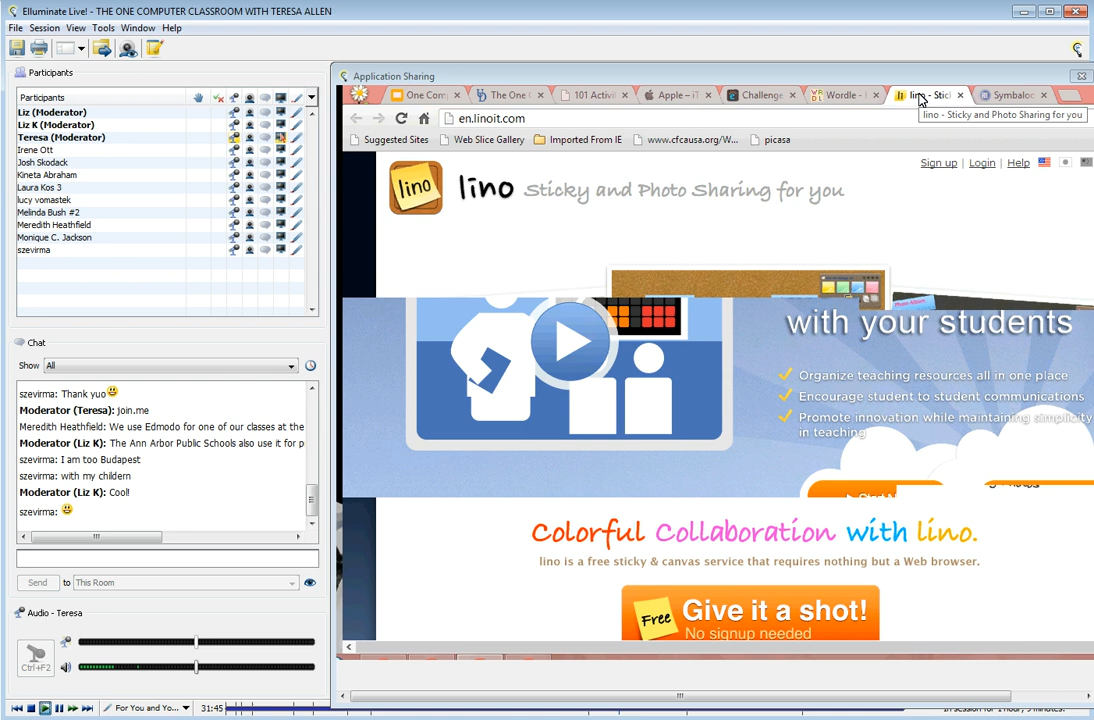 Elluminate Live! - THE ONE COMPUTER CLASSROOM WITH TERESA ALLEN
File Session View Tools Window Help
Participants
Participants
Liz (Moderator)
Liz K (Moderator)
Teresa (Moderator)
Irene Ott
Josh Skodack
Kineta Abraham
Laura Kos 3
lucy vomastek
Melinda Bush #2
Meredith Heathfield
Monique C. Jackson
szevirma
Chat
Show All
szevirma: Thank yuo
Moderator (Teresa): join.me
Meredith Heathfield: We use Edmodo for one of our classes at the
Moderator (Liz K): The Ann Arbor Public Schools also use it for p
szevirma: I am too Budapest
szevirma: with my childern
Moderator (Liz K): Cool!
szevirma:
Send to This Room
Audio - Teresa
Ctrl+F2
For You and Yo... 31:45
Application Sharing
One Com The One 101 Activi Apple - iT Challenge Wordle - lino - Stic Symbaloo
en.linoit.com
lino - Sticky and Photo Sharing for you
Suggested Sites Web Slice Gallery Imported From IE www.cfcausa.org/W... picasa
Sign up | Login | Help
lino lino Sticky and Photo Sharing for you
with your students
Organize teaching resources all in one place
Encourage student to student communications
Promote innovation while maintaining simplicity
in teaching
Colorful Collaboration with lino.
lino is a free sticky & canvas service that requires nothing but a Web browser.
Free Give it a shot!
No signup needed